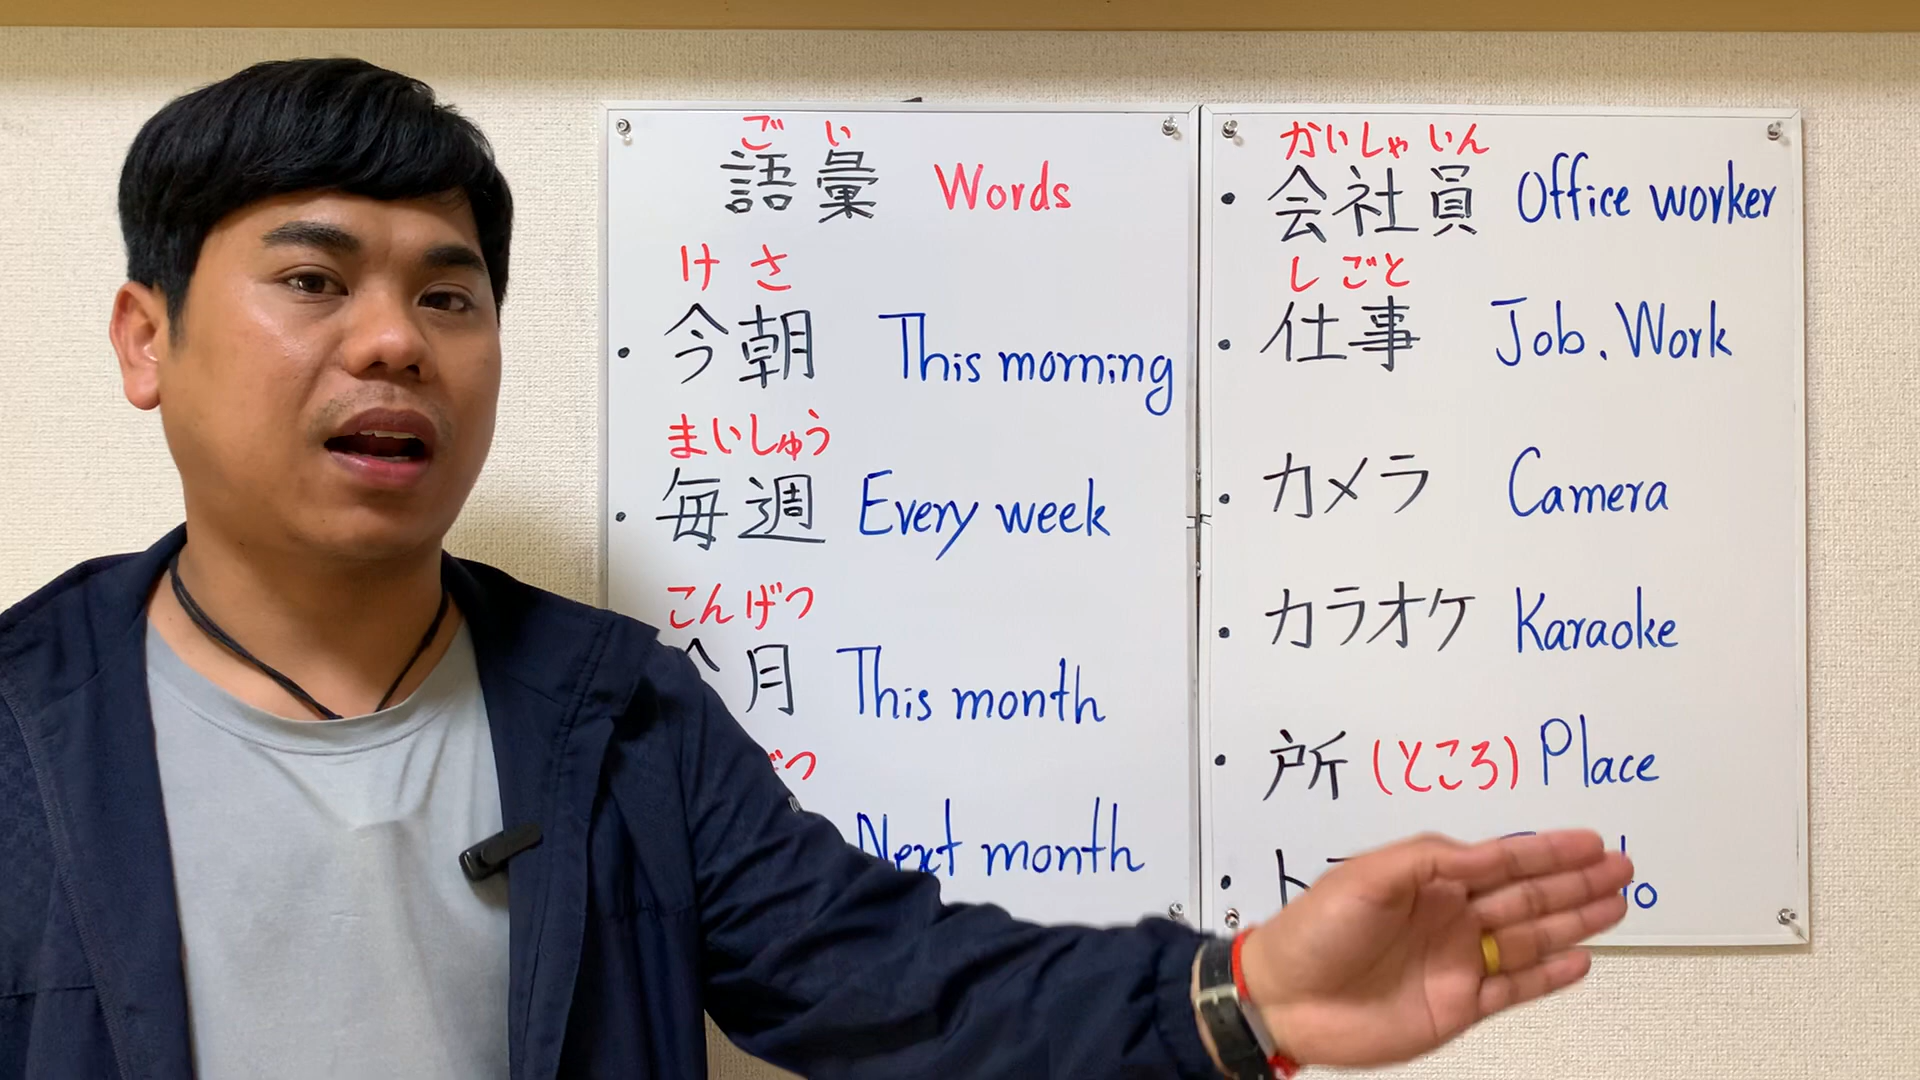 ごい
語彙 Words
けさ
・今朝 This morning
まいしゅう
・毎週 Every week
こんげつ
月 This month
つ
Next month
かいしゃいん
・会社員 Office worker
しごと
・仕事 Job. Work
・カメラ Camera
・カラオケ Karaoke
・所 (ところ) Place
・ト